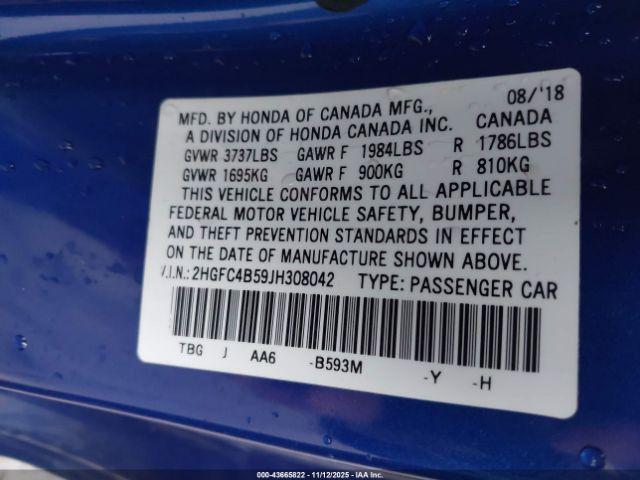 MFD. BY HONDA OF CANADA MFG., 08/'18
A DIVISION OF HONDA CANADA INC. CANADA
GVWR 3737LBS GAWR F 1984LBS R 1786LBS
GVWR 1695KG GAWR F 900KG R 810KG
THIS VEHICLE CONFORMS TO ALL APPLICABLE
FEDERAL MOTOR VEHICLE SAFETY, BUMPER,
AND THEFT PREVENTION STANDARDS IN EFFECT
ON THE DATE OF MANUFACTURE SHOWN ABOVE.
V.I.N.: 2HGFC4B59JH308042 TYPE: PASSENGER CAR
TBG J AA6 -B593M -Y -H
000-43665822 - 11/12/2025 - IAA Inc.